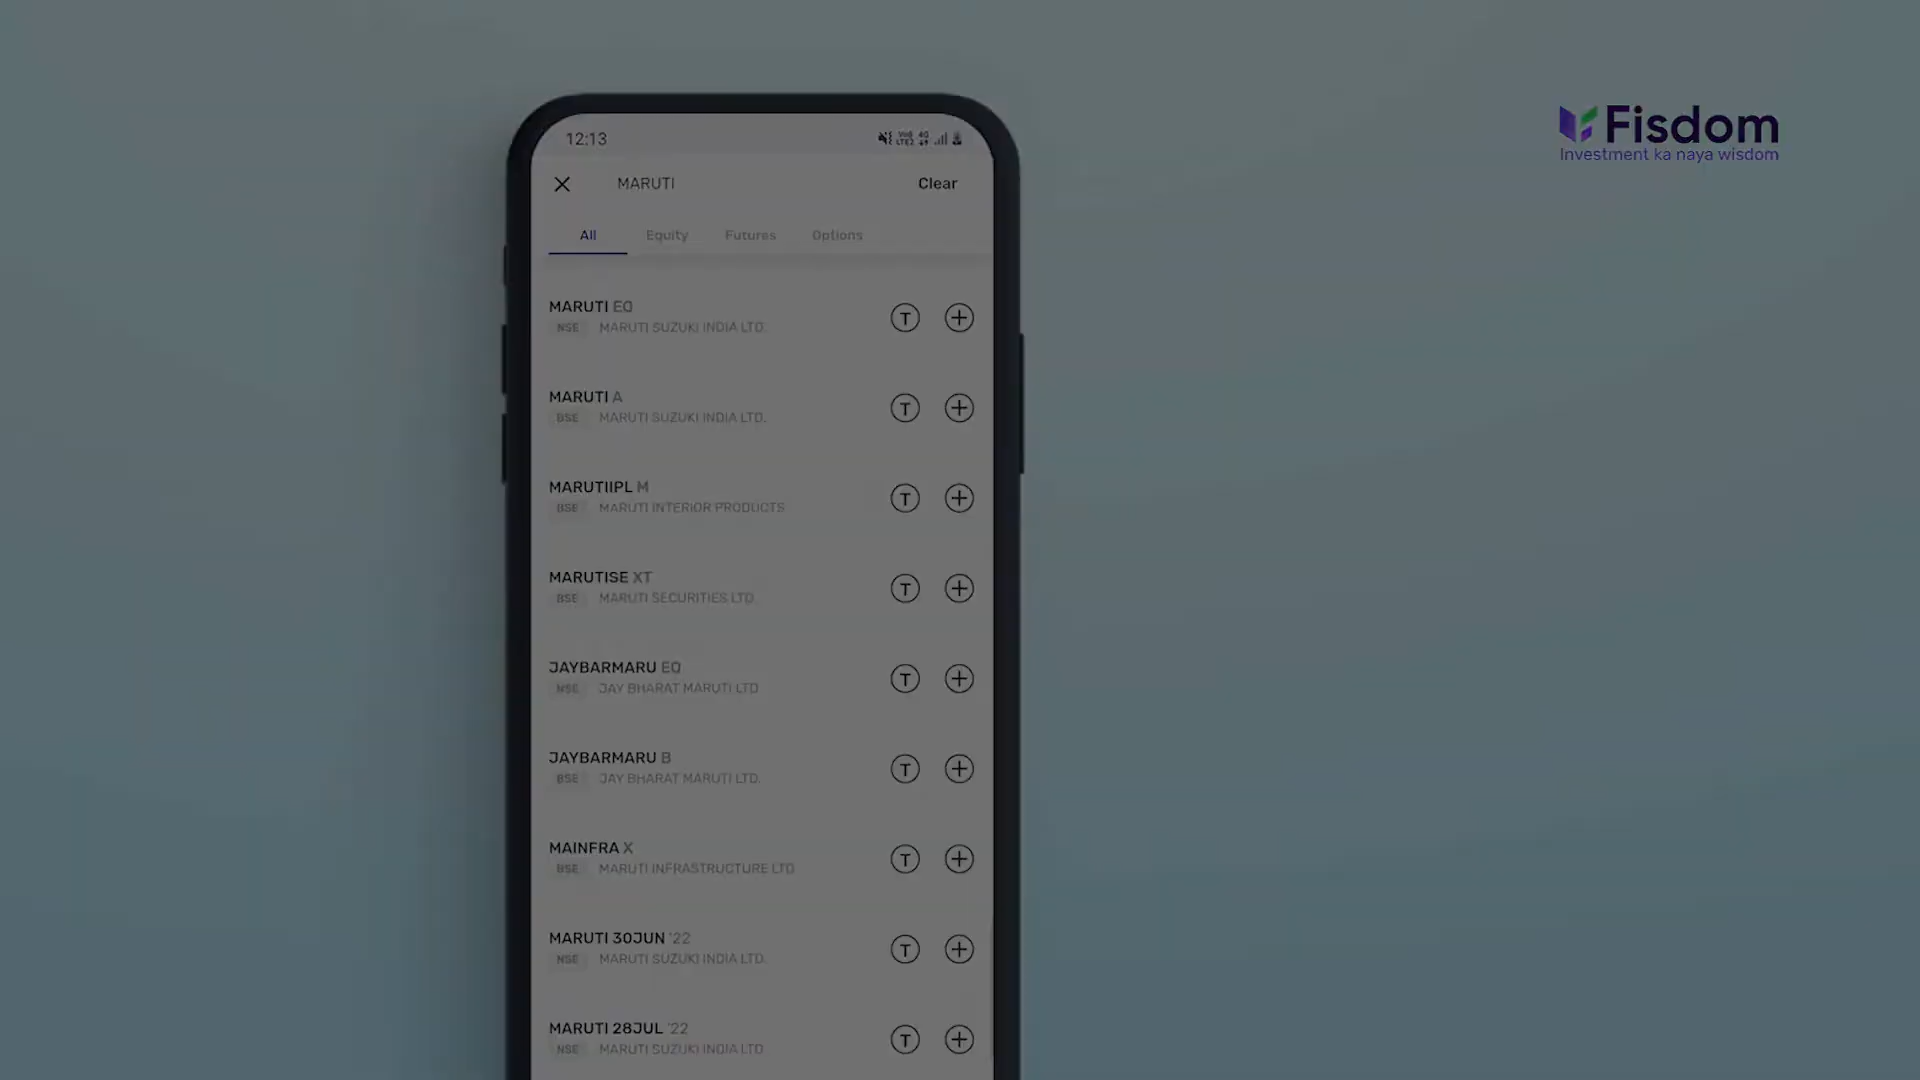 Fisdom
Investment ka naya wisdom
12:13
MARUTI
Clear
All Equity Futures Options
MARUTI EQ
NSE MARUTI SUZUKI INDIA LTD.
T
MARUTI A
BSE MARUTI SUZUKI INDIA LTD.
T
MARUTIIPL M
BSE MARUTI INTERIOR PRODUCTS
T
MARUTISE XT
BSE MARUTI SECURITIES LTD.
T
JAYBARMARU EQ
NSE JAY BHARAT MARUTI LTD
T
JAYBARMARU B
BSE JAY BHARAT MARUTI LTD.
T
MAINFRA X
BSE MARUTI INFRASTRUCTURE LTD
T
MARUTI 30JUN '22
NSE MARUTI SUZUKI INDIA LTD.
T
MARUTI 28JUL '22
NSE MARUTI SUZUKI INDIA LTD
T